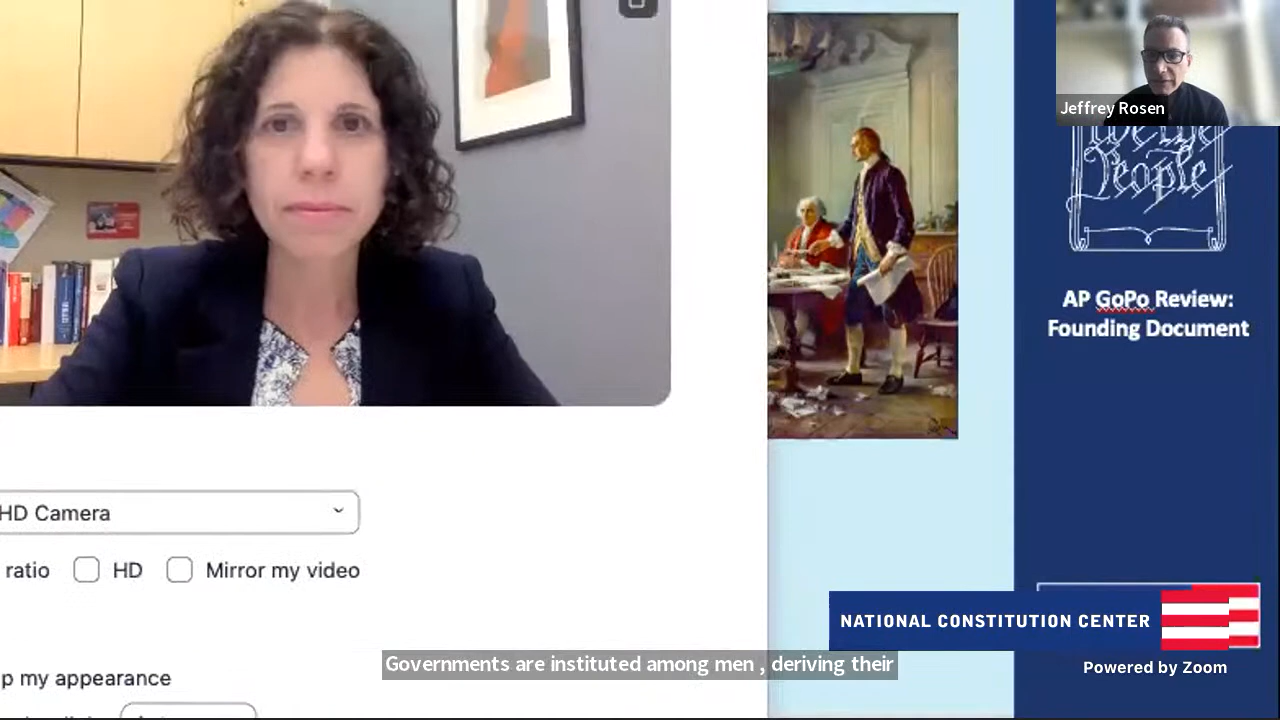 Jeffrey Rosen
We the
People
AP GoPo Review:
Founding Document
HD Camera
ratio HD Mirror my video
NATIONAL CONSTITUTION CENTER
Governments are instituted among men , deriving their
Powered by Zoom
p my appearance